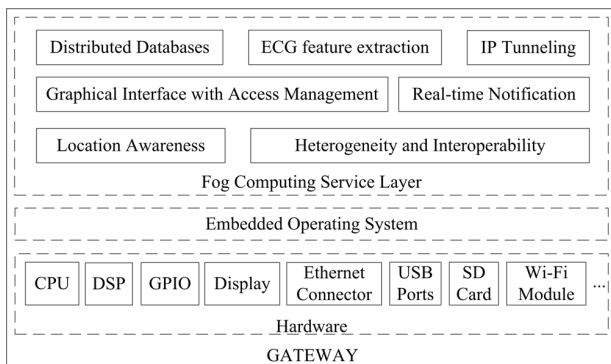 Distributed Databases
ECG feature extraction
IP Tunneling
Graphical Interface with Access Management
Real-time Notification
Location Awareness
Heterogeneity and Interoperability
Fog Computing Service Layer
Embedded Operating System
CPU
DSP
GPIO
Display
Ethernet
Connector
USB
Ports
SD
Card
Wi-Fi
Module
...
Hardware
GATEWAY